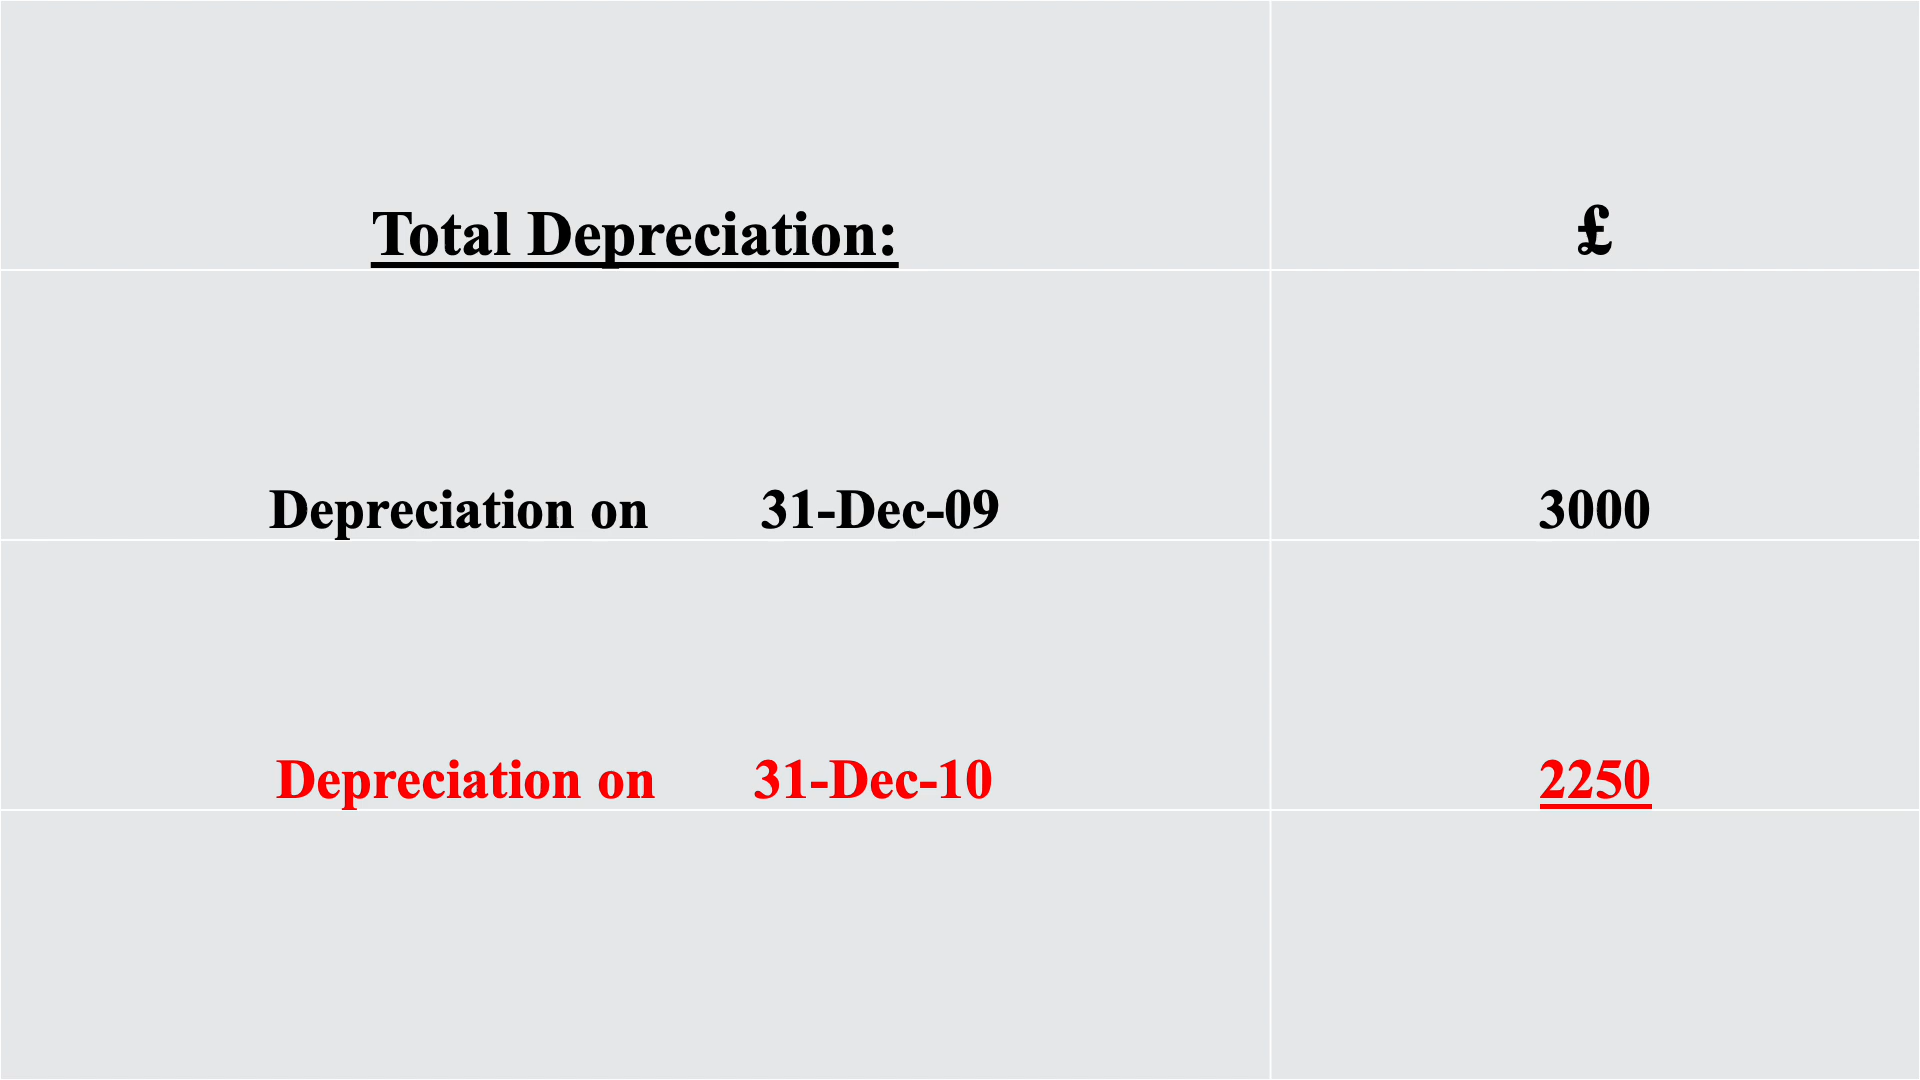 Total Depreciation: £
Depreciation on 31-Dec-09 3000
Depreciation on 31-Dec-10 2250